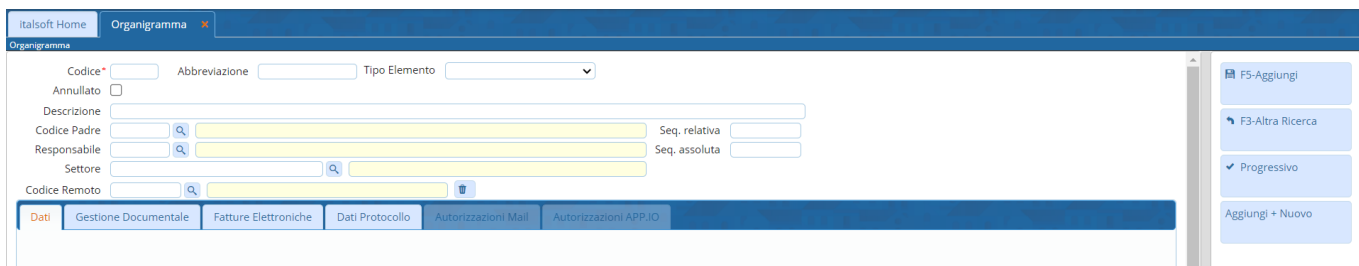 italsoft Home Organigramma ×
Organigramma
Codice* Abbreviazione Tipo Elemento
Annullato
Descrizione
Codice Padre Seq. relativa
Responsabile Seq. assoluta
Settore
Codice Remoto
Dati Gestione Documentale Fatture Elettroniche Dati Protocollo Autorizzazioni Mail Autorizzazioni APP.IO
F5-Aggiungi
F3-Altra Ricerca
Progressivo
Aggiungi + Nuovo